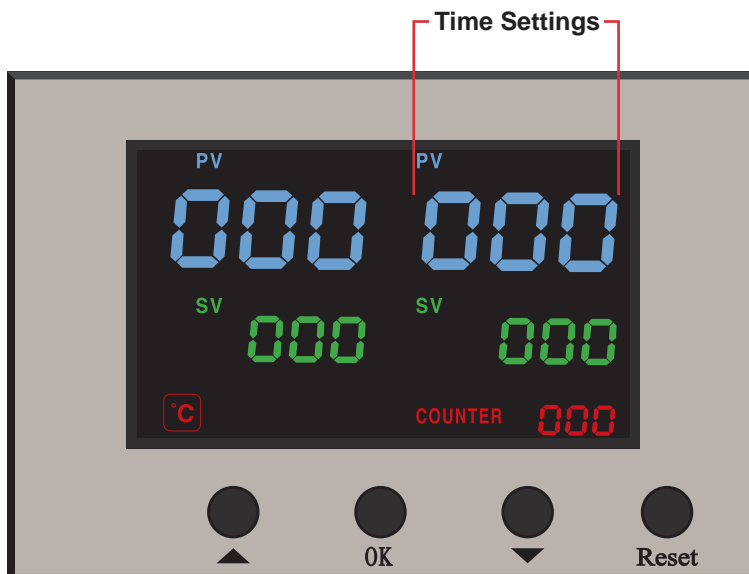 Time Settings
PV PV
000 000
SV SV
000 000
°C COUNTER 000
OK Reset